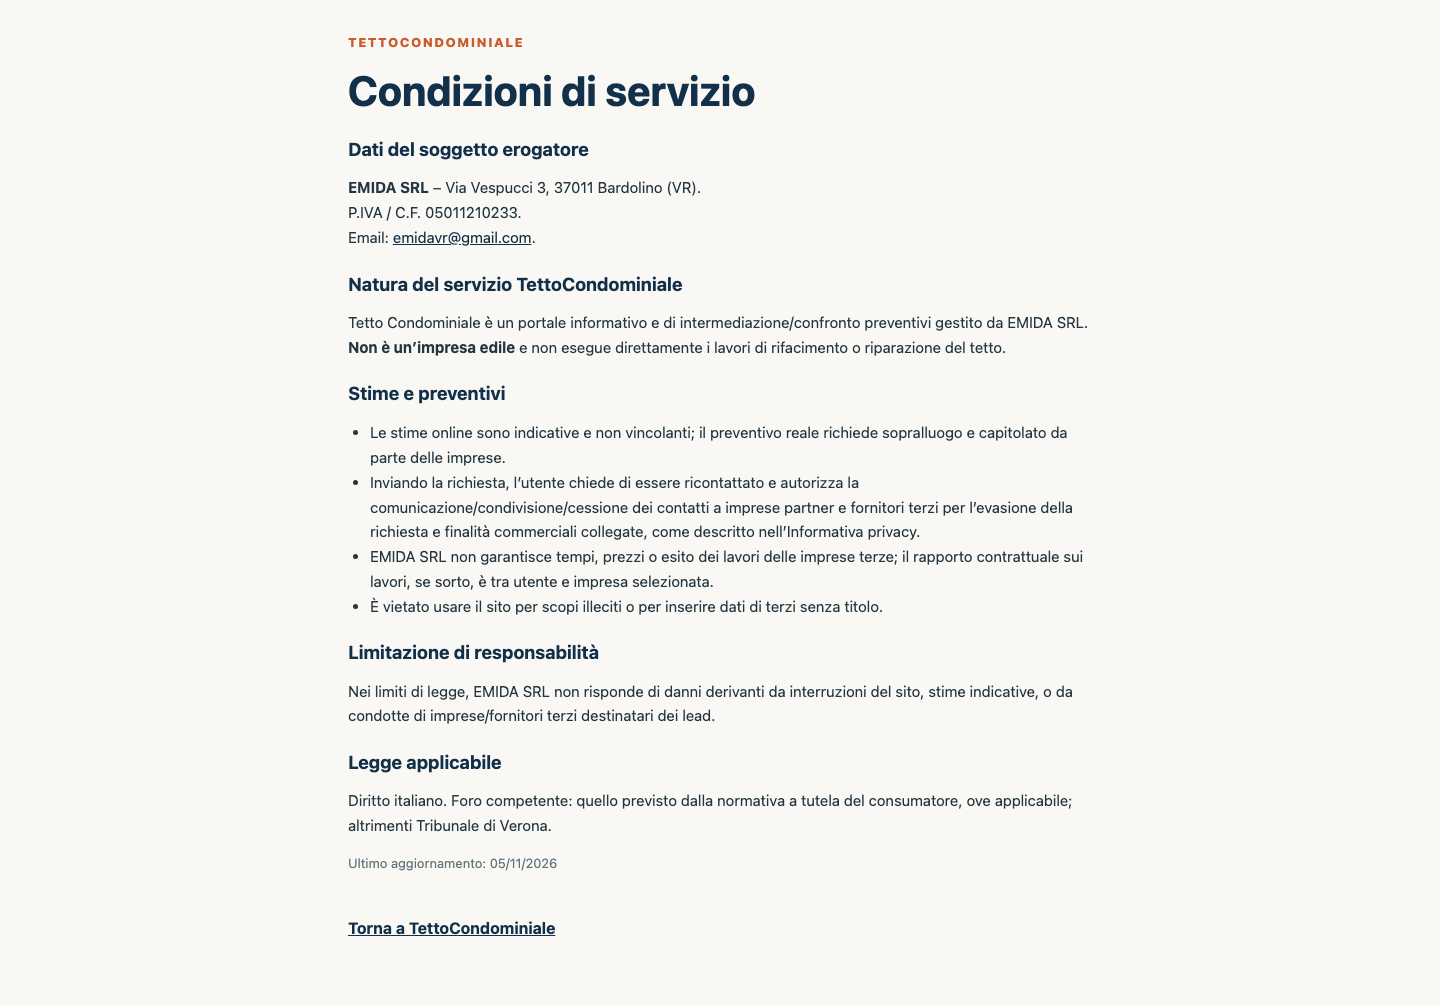 TETTOCONDOMINIALE
Condizioni di servizio
Dati del soggetto erogatore
EMIDA SRL – Via Vespucci 3, 37011 Bardolino (VR).
P.IVA / C.F. 05011210233.
Email: emidavr@gmail.com.
Natura del servizio TettoCondominiale
Tetto Condominiale è un portale informativo e di intermediazione/confronto preventivi gestito da EMIDA SRL.
Non è un’impresa edile e non esegue direttamente i lavori di rifacimento o riparazione del tetto.
Stime e preventivi
• Le stime online sono indicative e non vincolanti; il preventivo reale richiede sopralluogo e capitolato da
parte delle imprese.
• Inviando la richiesta, l’utente chiede di essere ricontattato e autorizza la
comunicazione/condivisione/cessione dei contatti a imprese partner e fornitori terzi per l’evasione della
richiesta e finalità commerciali collegate, come descritto nell’Informativa privacy.
• EMIDA SRL non garantisce tempi, prezzi o esito dei lavori delle imprese terze; il rapporto contrattuale sui
lavori, se sorto, è tra utente e impresa selezionata.
• È vietato usare il sito per scopi illeciti o per inserire dati di terzi senza titolo.
Limitazione di responsabilità
Nei limiti di legge, EMIDA SRL non risponde di danni derivanti da interruzioni del sito, stime indicative, o da
condotte di imprese/fornitori terzi destinatari dei lead.
Legge applicabile
Diritto italiano. Foro competente: quello previsto dalla normativa a tutela del consumatore, ove applicabile;
altrimenti Tribunale di Verona.
Ultimo aggiornamento: 05/11/2026
Torna a TettoCondominiale